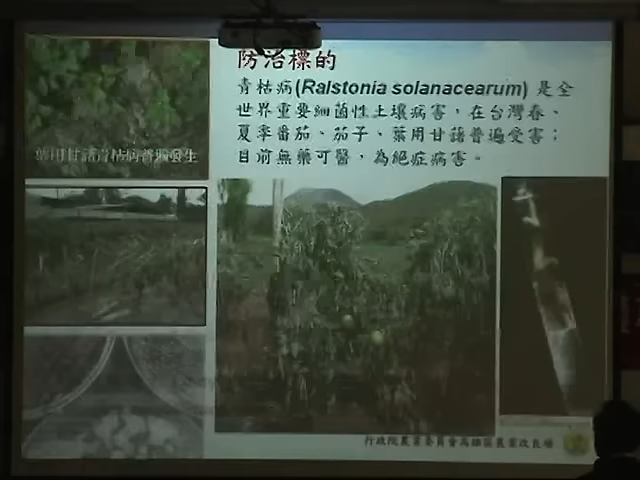 防治標的
青枯病(Ralstonia solanacearum) 是全
世界重要細菌性土壤病害，在台灣春、
夏季番茄、茄子、葉用甘藷普遍受害；
目前無藥可醫，為絕症病害。
葉用甘藷青枯病普遍發生
行政院農業委員會高雄區農業改良場